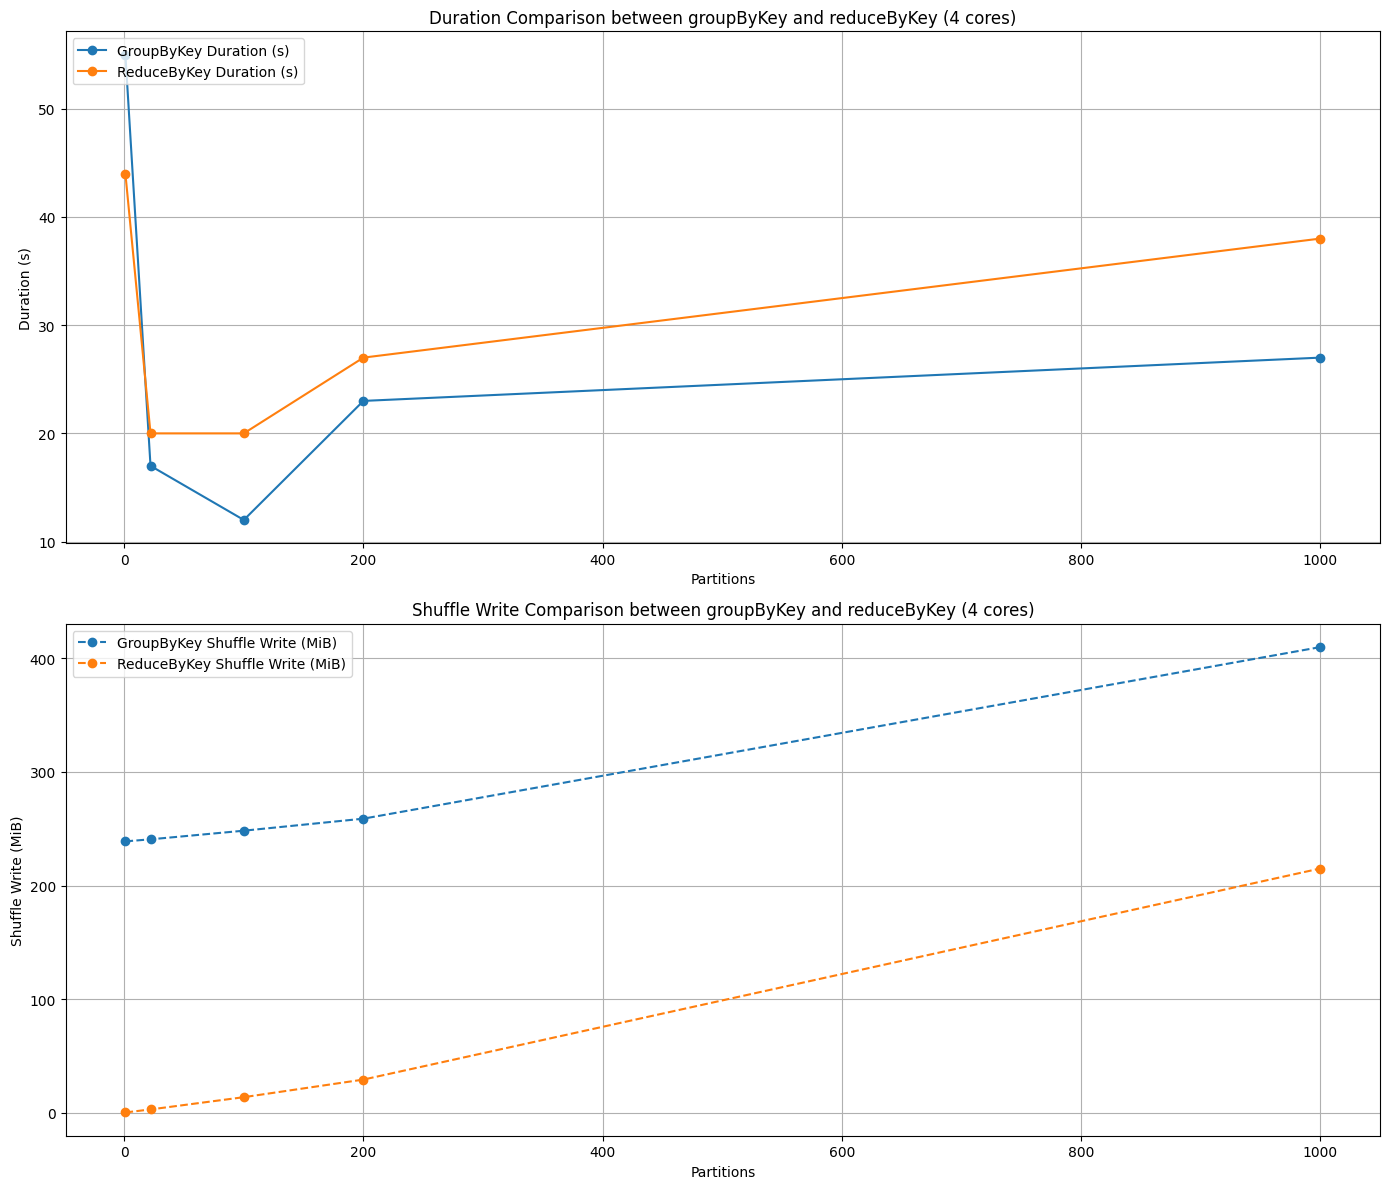 Duration Comparison between groupByKey and reduceByKey (4 cores)
GroupByKey Duration (s)
ReduceByKey Duration (s)
Duration (s)
50
40
30
20
10
0
200
400
600
800
1000
Partitions
Shuffle Write Comparison between groupByKey and reduceByKey (4 cores)
GroupByKey Shuffle Write (MiB)
ReduceByKey Shuffle Write (MiB)
Shuffle Write (MiB)
400
300
200
100
0
0
200
400
600
800
1000
Partitions